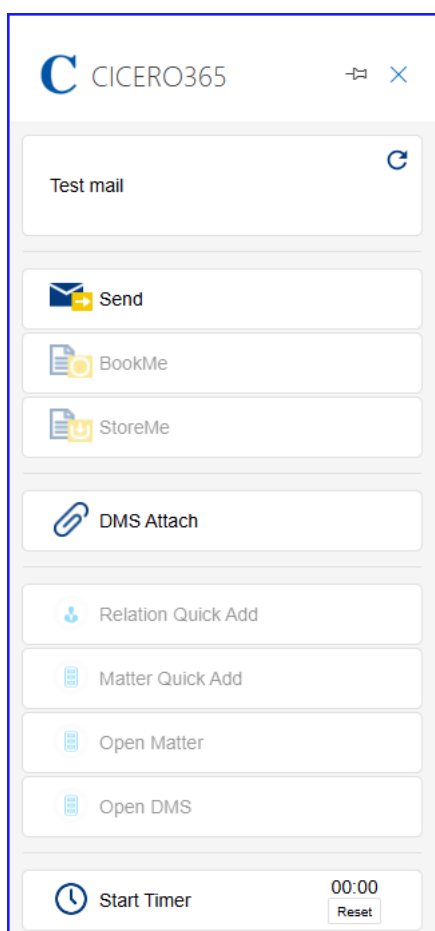 C CICERO365
Test mail
Send
BookMe
StoreMe
DMS Attach
Relation Quick Add
Matter Quick Add
Open Matter
Open DMS
Start Timer
00:00
Reset